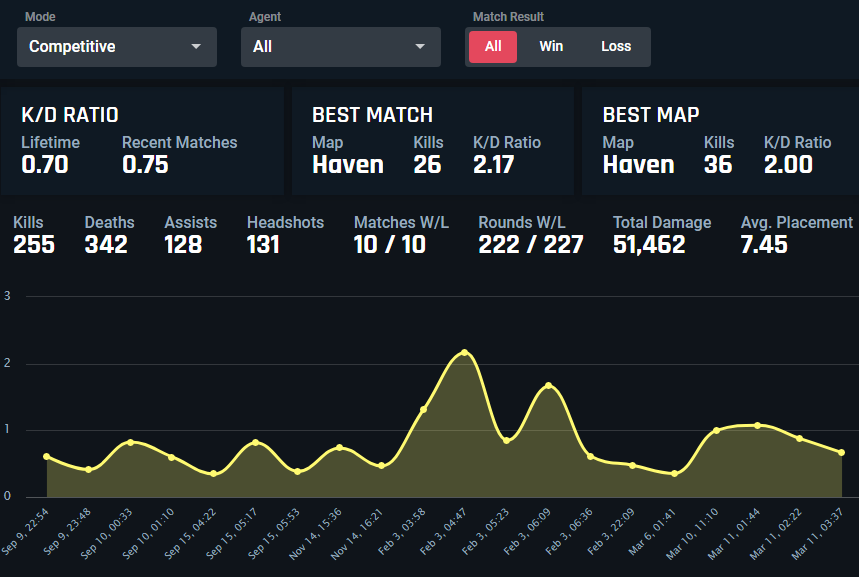 Mode Agent Match Result
Competitive All All Win Loss
K/D RATIO BEST MATCH BEST MAP
Lifetime Recent Matches Map Kills K/D Ratio Map Kills K/D Ratio
0.70 0.75 Haven 26 2.17 Haven 36 2.00
Kills Deaths Assists Headshots Matches W/L Rounds W/L Total Damage Avg. Placement
255 342 128 131 10 / 10 222 / 227 51,462 7.45
3
2
1
0
Sep 9, 22:54 Sep 9, 23:48 Sep 10, 00:33 Sep 10, 01:10 Sep 15, 04:22 Sep 15, 05:17 Sep 15, 05:53 Nov 14, 15:36 Nov 14, 16:21 Feb 3, 03:58 Feb 3, 04:47 Feb 3, 05:23 Feb 3, 06:09 Feb 3, 06:36 Feb 3, 22:09 Mar 6, 01:41 Mar 10, 11:10 Mar 11, 01:44 Mar 11, 02:22 Mar 11, 03:37